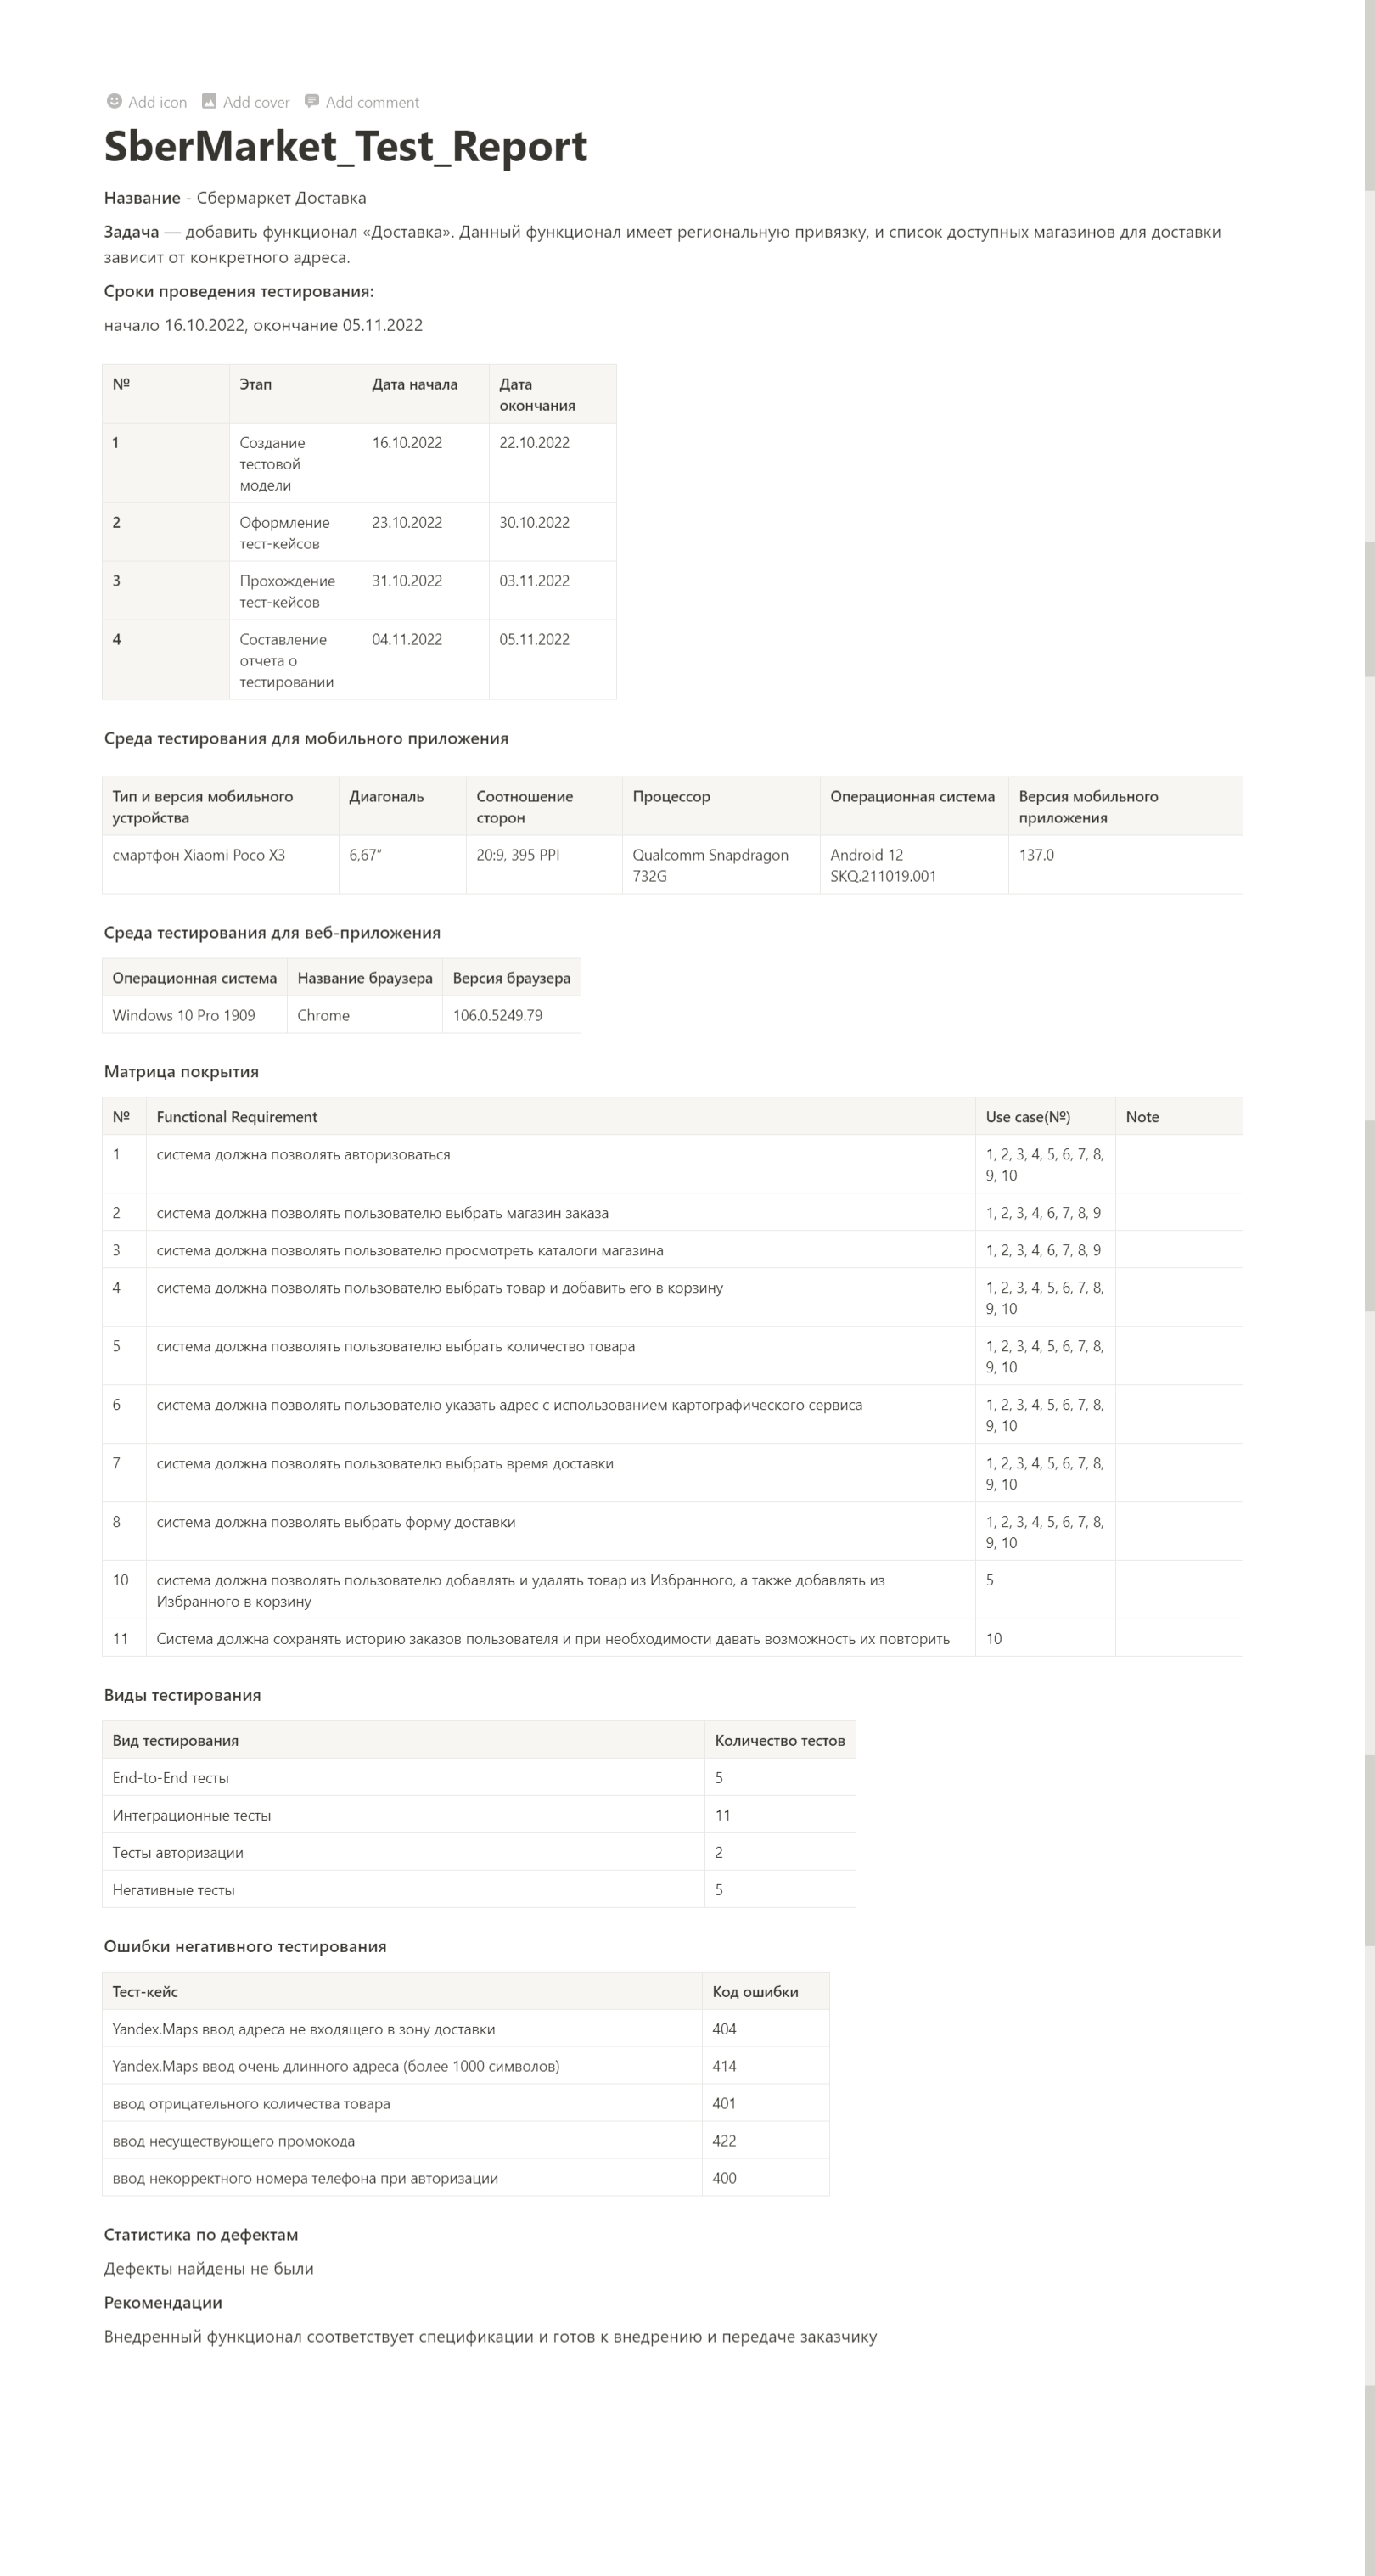 Add icon Add cover Add comment
SberMarket_Test_Report
Название - Сбермаркет Доставка
Задача — добавить функционал «Доставка». Данный функционал имеет региональную привязку, и список доступных магазинов для доставки
зависит от конкретного адреса.
Сроки проведения тестирования:
начало 16.10.2022, окончание 05.11.2022
№ Этап Дата начала Дата
окончания
1 Создание 16.10.2022 22.10.2022
тестовой
модели
2 Оформление 23.10.2022 30.10.2022
тест-кейсов
3 Прохождение 31.10.2022 03.11.2022
тест-кейсов
4 Составление 04.11.2022 05.11.2022
отчета о
тестировании
Среда тестирования для мобильного приложения
Тип и версия мобильного Диагональ Соотношение Процессор Операционная система Версия мобильного
устройства сторон приложения
смартфон Xiaomi Poco X3 6,67” 20:9, 395 PPI Qualcomm Snapdragon Android 12 137.0
732G SKQ.211019.001
Среда тестирования для веб-приложения
Операционная система Название браузера Версия браузера
Windows 10 Pro 1909 Chrome 106.0.5249.79
Матрица покрытия
№ Functional Requirement Use case(№) Note
1 система должна позволять авторизоваться 1, 2, 3, 4, 5, 6, 7, 8,
9, 10
2 система должна позволять пользователю выбрать магазин заказа 1, 2, 3, 4, 6, 7, 8, 9
3 система должна позволять пользователю просмотреть каталоги магазина 1, 2, 3, 4, 6, 7, 8, 9
4 система должна позволять пользователю выбрать товар и добавить его в корзину 1, 2, 3, 4, 5, 6, 7, 8,
9, 10
5 система должна позволять пользователю выбрать количество товара 1, 2, 3, 4, 5, 6, 7, 8,
9, 10
6 система должна позволять пользователю указать адрес с использованием картографического сервиса 1, 2, 3, 4, 5, 6, 7, 8,
9, 10
7 система должна позволять пользователю выбрать время доставки 1, 2, 3, 4, 5, 6, 7, 8,
9, 10
8 система должна позволять выбрать форму доставки 1, 2, 3, 4, 5, 6, 7, 8,
9, 10
10 система должна позволять пользователю добавлять и удалять товар из Избранного, а также добавлять из 5
Избранного в корзину
11 Система должна сохранять историю заказов пользователя и при необходимости давать возможность их повторить 10
Виды тестирования
Вид тестирования Количество тестов
End-to-End тесты 5
Интеграционные тесты 11
Тесты авторизации 2
Негативные тесты 5
Ошибки негативного тестирования
Тест-кейс Код ошибки
Yandex.Maps ввод адреса не входящего в зону доставки 404
Yandex.Maps ввод очень длинного адреса (более 1000 символов) 414
ввод отрицательного количества товара 401
ввод несуществующего промокода 422
ввод некорректного номера телефона при авторизации 400
Статистика по дефектам
Дефекты найдены не были
Рекомендации
Внедренный функционал соответствует спецификации и готов к внедрению и передаче заказчику